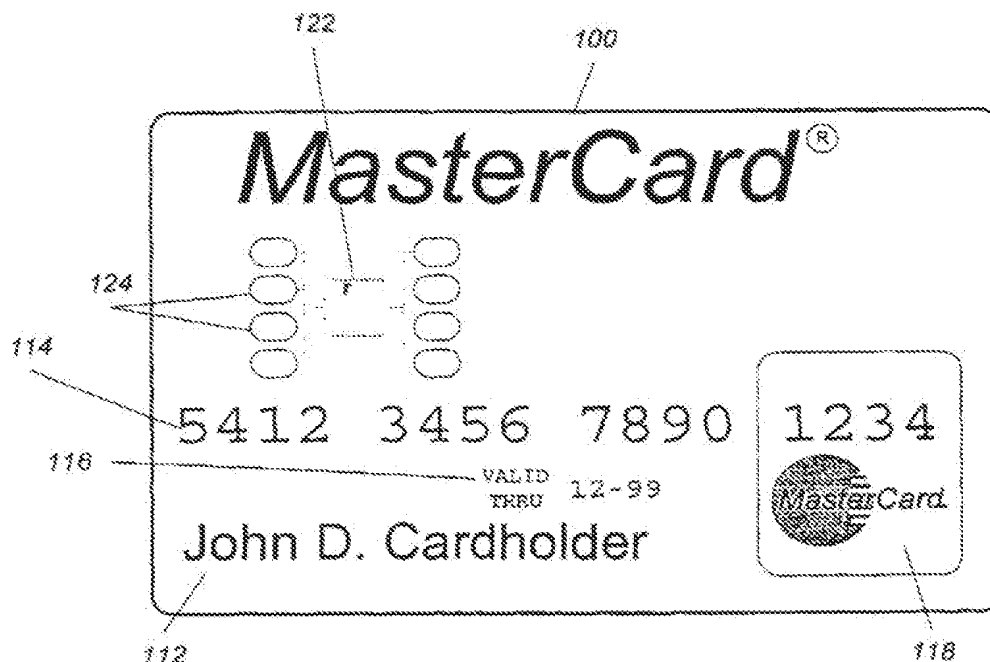 122
100
MasterCard®
124
114
5412 3456 7890 1234
116
VALID
THRU 12-99
MasterCard
John D. Cardholder
112
118